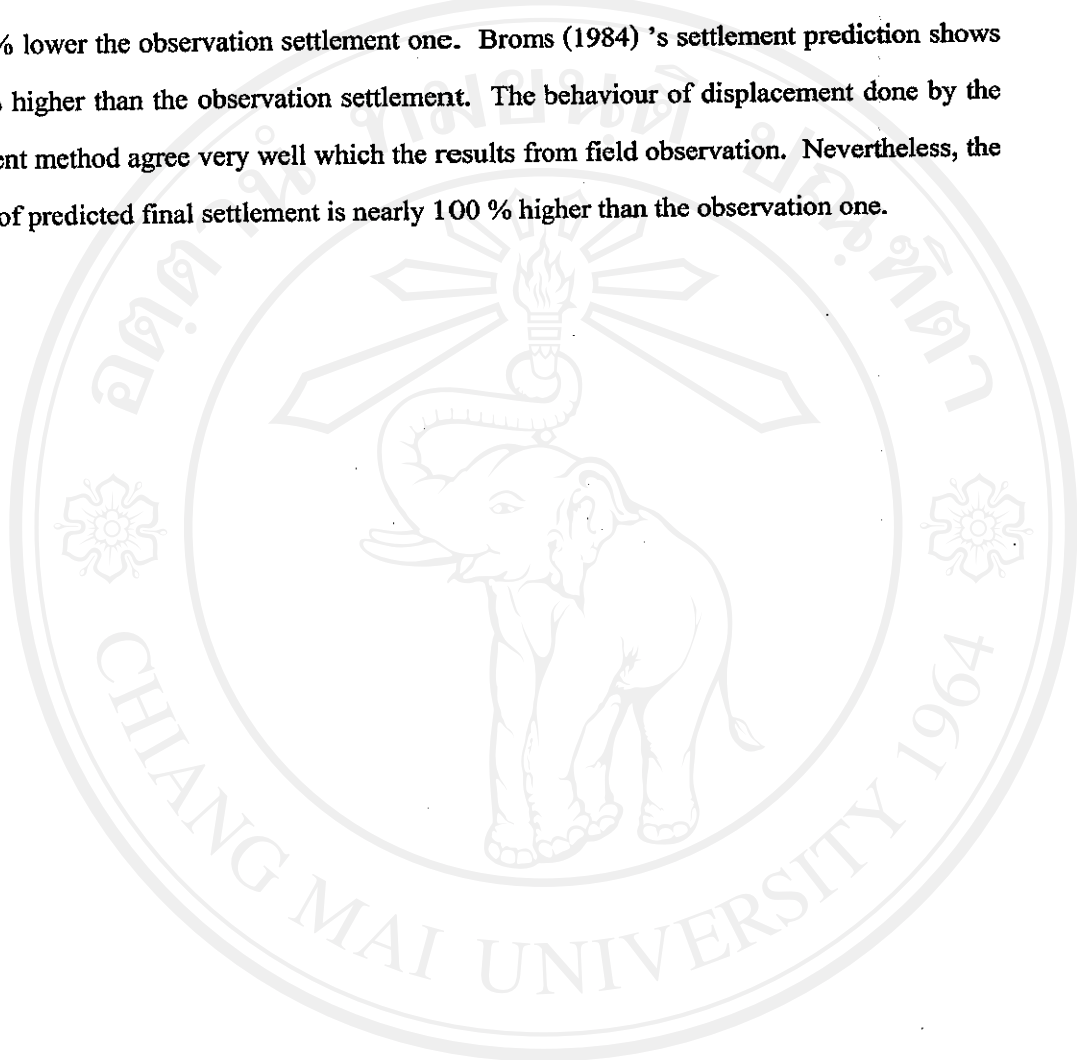 % lower the observation settlement one. Broms (1984) 's settlement prediction shows
higher than the observation settlement. The behaviour of displacement done by the
ent method agree very well which the results from field observation. Nevertheless, the
of predicted final settlement is nearly 100 % higher than the observation one.
CHIANG MAI UNIVERSITY 1964